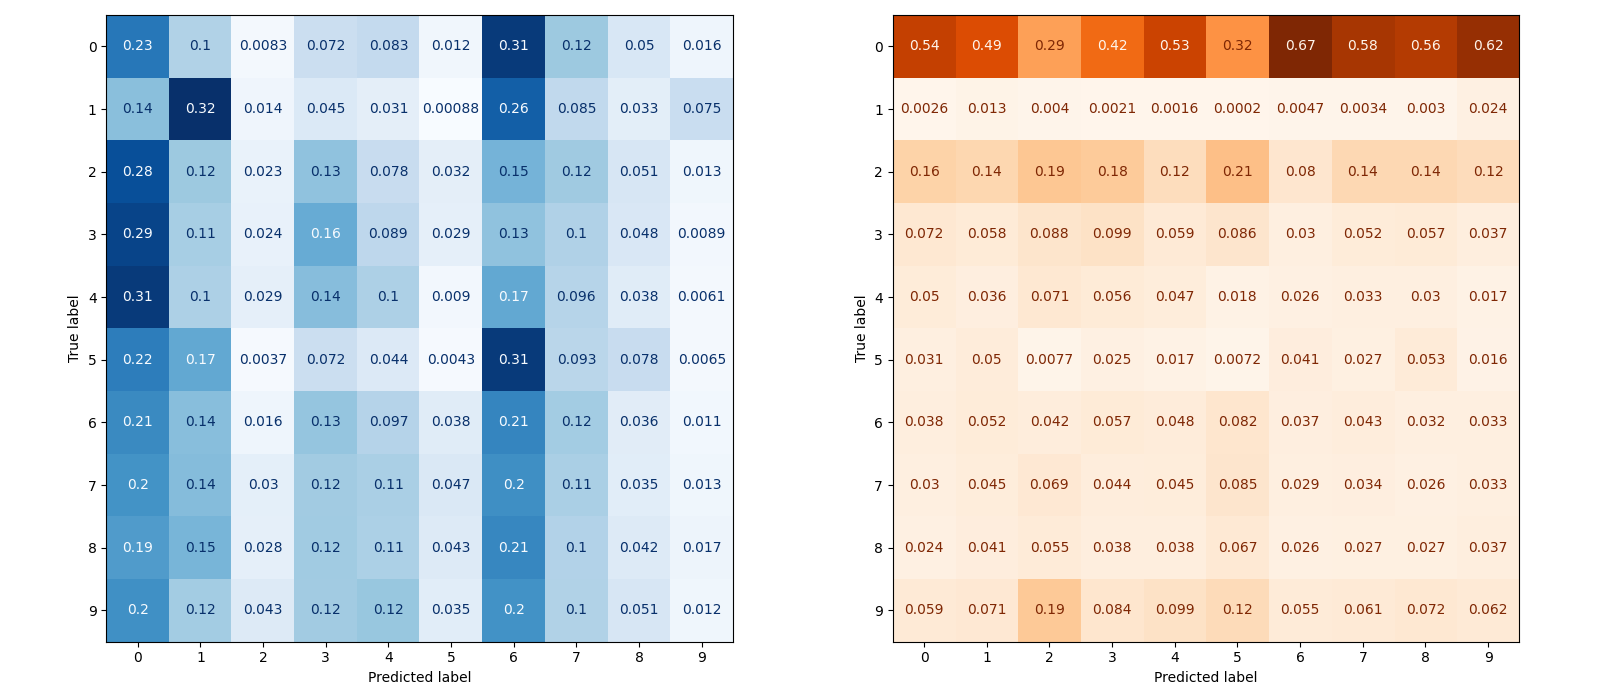 0 0.23 0.1 0.0083 0.072 0.083 0.012 0.31 0.12 0.05 0.016
1 0.14 0.32 0.014 0.045 0.031 0.00088 0.26 0.085 0.033 0.075
2 0.28 0.12 0.023 0.13 0.078 0.032 0.15 0.12 0.051 0.013
3 0.29 0.11 0.024 0.16 0.089 0.029 0.13 0.1 0.048 0.0089
4 0.31 0.1 0.029 0.14 0.1 0.009 0.17 0.096 0.038 0.0061
5 0.22 0.17 0.0037 0.072 0.044 0.0043 0.31 0.093 0.078 0.0065
6 0.21 0.14 0.016 0.13 0.097 0.038 0.21 0.12 0.036 0.011
7 0.2 0.14 0.03 0.12 0.11 0.047 0.2 0.11 0.035 0.013
8 0.19 0.15 0.028 0.12 0.11 0.043 0.21 0.1 0.042 0.017
9 0.2 0.12 0.043 0.12 0.12 0.035 0.2 0.1 0.051 0.012
0 1 2 3 4 5 6 7 8 9
Predicted label
True label
0 0.54 0.49 0.29 0.42 0.53 0.32 0.67 0.58 0.56 0.62
1 0.0026 0.013 0.004 0.0021 0.0016 0.0002 0.0047 0.0034 0.003 0.024
2 0.16 0.14 0.19 0.18 0.12 0.21 0.08 0.14 0.14 0.12
3 0.072 0.058 0.088 0.099 0.059 0.086 0.03 0.052 0.057 0.037
4 0.05 0.036 0.071 0.056 0.047 0.018 0.026 0.033 0.03 0.017
5 0.031 0.05 0.0077 0.025 0.017 0.0072 0.041 0.027 0.053 0.016
6 0.038 0.052 0.042 0.057 0.048 0.082 0.037 0.043 0.032 0.033
7 0.03 0.045 0.069 0.044 0.045 0.085 0.029 0.034 0.026 0.033
8 0.024 0.041 0.055 0.038 0.038 0.067 0.026 0.027 0.027 0.037
9 0.059 0.071 0.19 0.084 0.099 0.12 0.055 0.061 0.072 0.062
0 1 2 3 4 5 6 7 8 9
Predicted label
True label